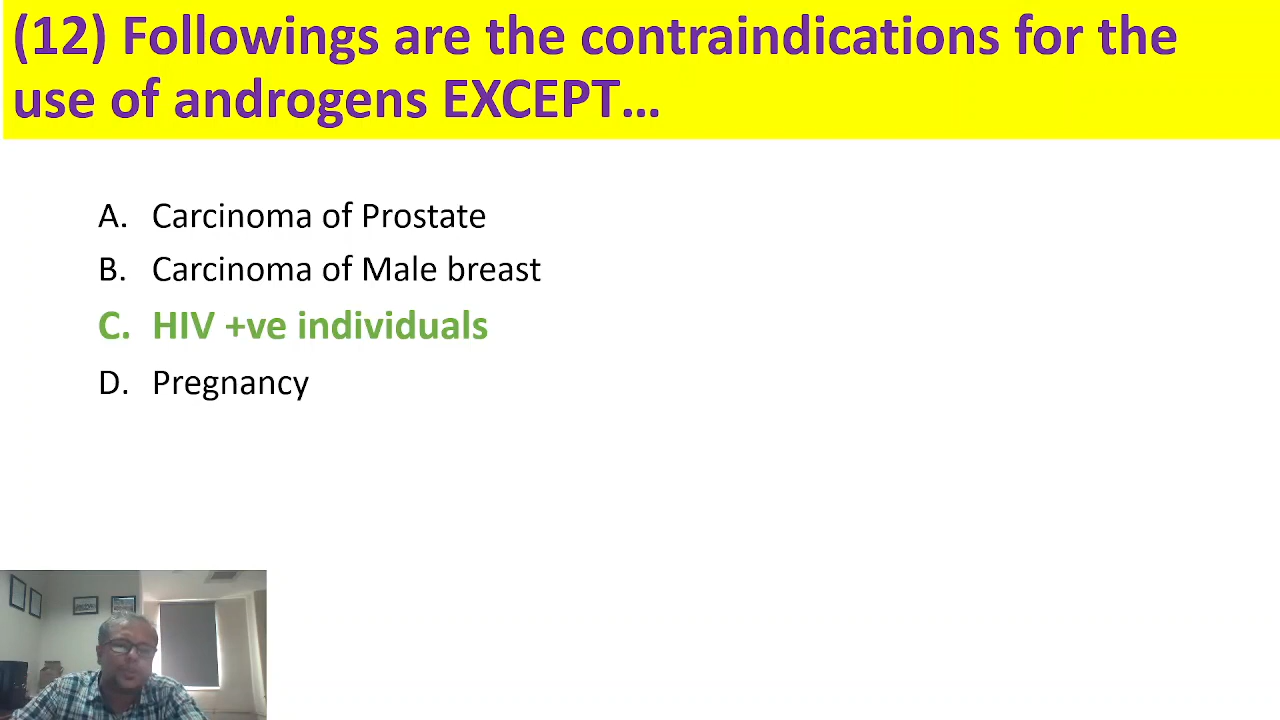 (12) Followings are the contraindications for the
use of androgens EXCEPT…
A. Carcinoma of Prostate
B. Carcinoma of Male breast
C. HIV +ve individuals
D. Pregnancy